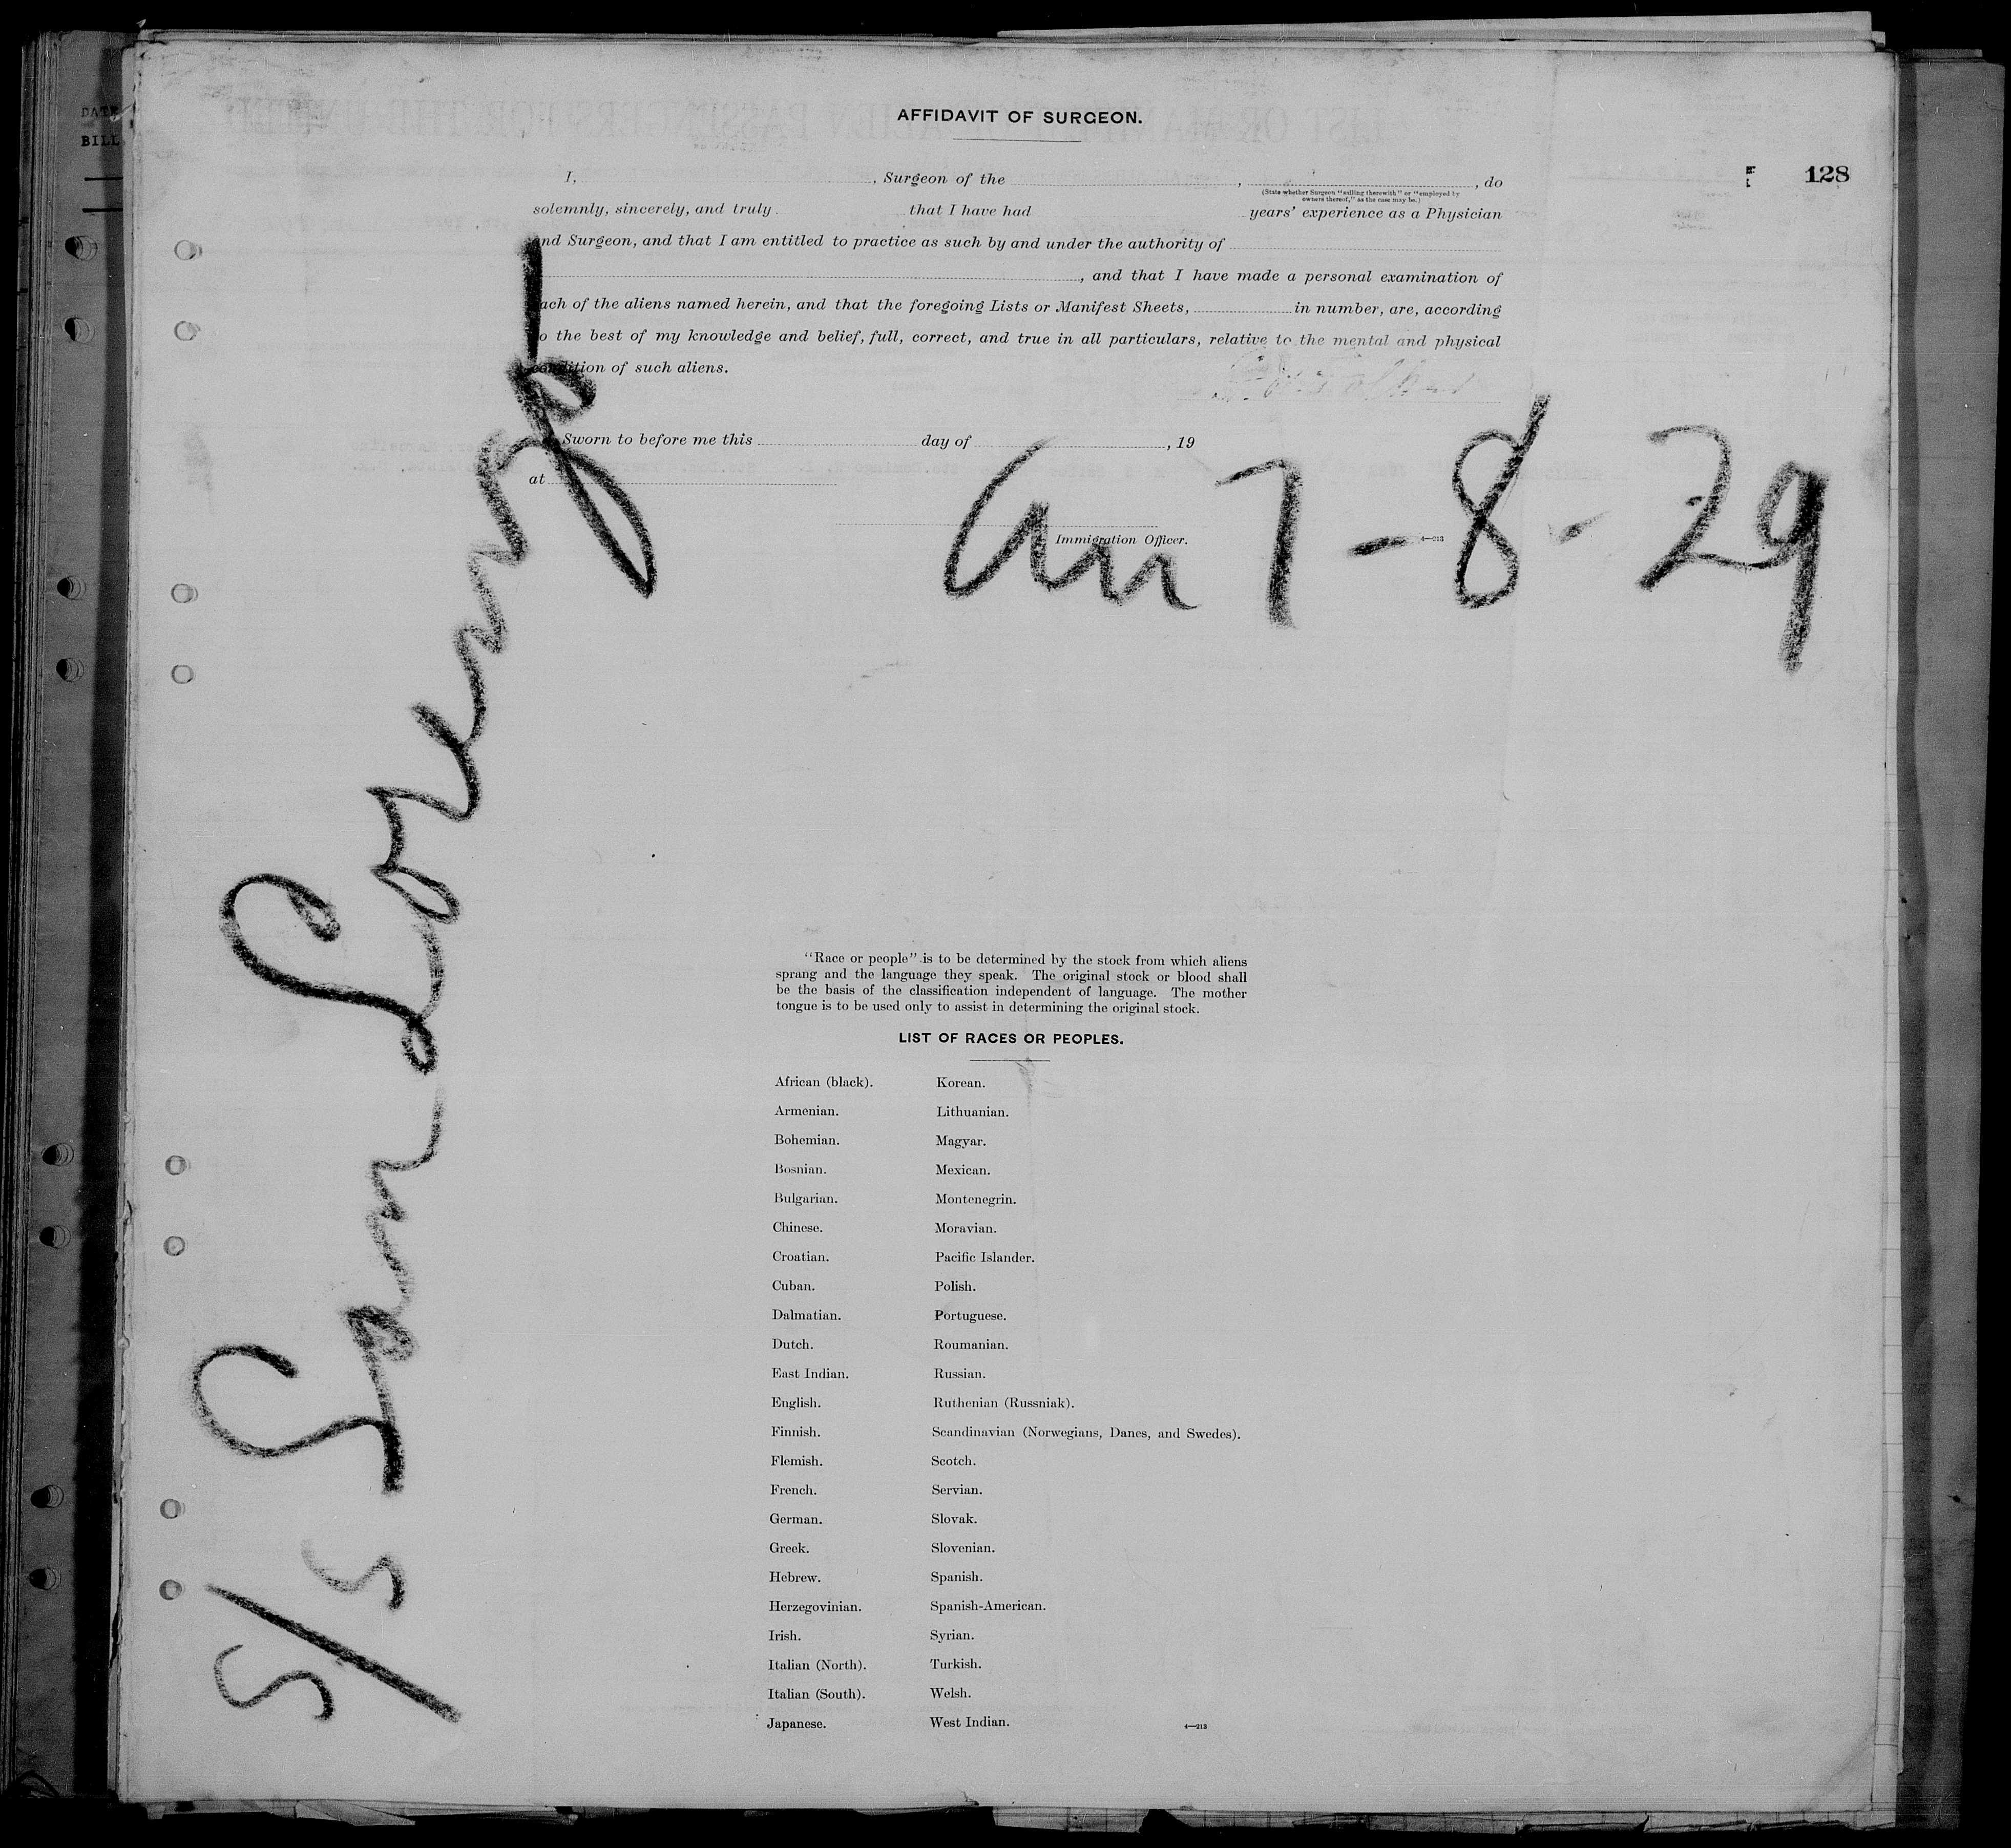 DATE
BILL
AFFIDAVIT OF SURGEON.
128
I, , Surgeon of the , , do
(State whether Surgeon "sailing therewith" or "employed by
owners thereof," as the case may be.)
solemnly, sincerely, and truly that I have had years' experience as a Physician
and Surgeon, and that I am entitled to practice as such by and under the authority of
, and that I have made a personal examination of
each of the aliens named herein, and that the foregoing Lists or Manifest Sheets, in number, are, according
to the best of my knowledge and belief, full, correct, and true in all particulars, relative to the mental and physical
condition of such aliens.
Sworn to before me this day of , 19
at
Immigration Officer.
4—213
Arr 7-8-29
S/S San Lorenzo
"Race or people" is to be determined by the stock from which aliens
sprang and the language they speak. The original stock or blood shall
be the basis of the classification independent of language. The mother
tongue is to be used only to assist in determining the original stock.
LIST OF RACES OR PEOPLES.
African (black). Korean.
Armenian. Lithuanian.
Bohemian. Magyar.
Bosnian. Mexican.
Bulgarian. Montenegrin.
Chinese. Moravian.
Croatian. Pacific Islander.
Cuban. Polish.
Dalmatian. Portuguese.
Dutch. Roumanian.
East Indian. Russian.
English. Ruthenian (Russniak).
Finnish. Scandinavian (Norwegians, Danes, and Swedes).
Flemish. Scotch.
French. Servian.
German. Slovak.
Greek. Slovenian.
Hebrew. Spanish.
Herzegovinian. Spanish-American.
Irish. Syrian.
Italian (North). Turkish.
Italian (South). Welsh.
Japanese. West Indian.
4—213